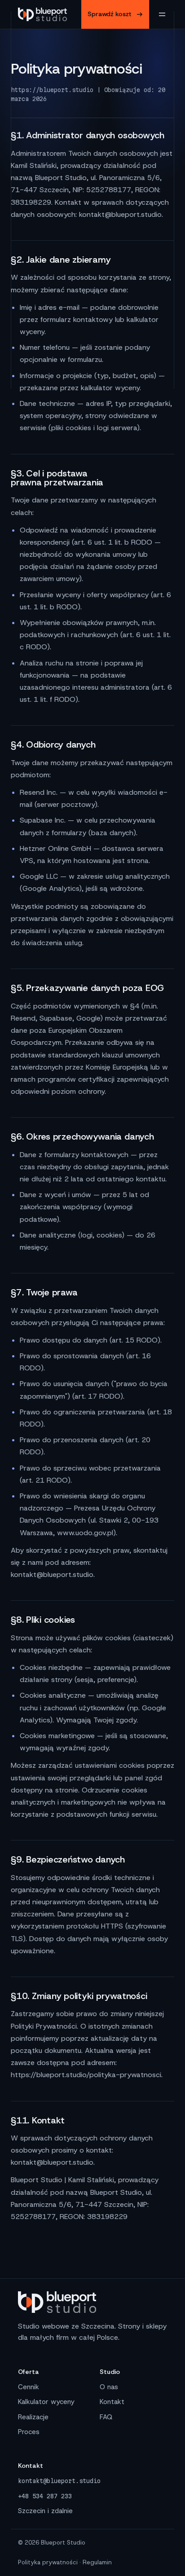 blueprint
studio
Sprawdź koszt →
Polityka prywatności
https://blueprint.studio | Obowiązuje od: 20
marca 2026
§1. Administrator danych osobowych
Administratorem Twoich danych osobowych jest
Kamil Staliński, prowadzący działalność pod
nazwą Blueprint Studio, ul. Panoramiczna 5/6,
71-447 Szczecin, NIP: 5252788177, REGON:
383198229. Kontakt w sprawach dotyczących
danych osobowych: kontakt@blueprint.studio.
§2. Jakie dane zbieramy
W zależności od sposobu korzystania ze strony,
możemy zbierać następujące dane:
• Imię i adres e-mail — podane dobrowolnie
przez formularz kontaktowy lub kalkulator
wyceny.
• Numer telefonu — jeśli zostanie podany
opcjonalnie w formularzu.
• Informacje o projekcie (typ, budżet, opis) —
przekazane przez kalkulator wyceny.
• Dane techniczne — adres IP, typ przeglądarki,
system operacyjny, strony odwiedzane w
serwisie (pliki cookies i logi serwera).
§3. Cel i podstawa
prawna przetwarzania
Twoje dane przetwarzamy w następujących
celach:
• Odpowiedź na wiadomość i prowadzenie
korespondencji (art. 6 ust. 1 lit. b RODO —
niezbędność do wykonania umowy lub
podjęcia działań na żądanie osoby przed
zawarciem umowy).
• Przesłanie wyceny i oferty współpracy (art. 6
ust. 1 lit. b RODO).
• Wypełnienie obowiązków prawnych, m.in.
podatkowych i rachunkowych (art. 6 ust. 1 lit.
c RODO).
• Analiza ruchu na stronie i poprawa jej
funkcjonowania — na podstawie
uzasadnionego interesu administratora (art. 6
ust. 1 lit. f RODO).
§4. Odbiorcy danych
Twoje dane możemy przekazywać następującym
podmiotom:
• Resend Inc. — w celu wysyłki wiadomości e-
mail (serwer pocztowy).
• Supabase Inc. — w celu przechowywania
danych z formularzy (baza danych).
• Hetzner Online GmbH — dostawca serwera
VPS, na którym hostowana jest strona.
• Google LLC — w zakresie usług analitycznych
(Google Analytics), jeśli są wdrożone.
Wszystkie podmioty są zobowiązane do
przetwarzania danych zgodnie z obowiązującymi
przepisami i wyłącznie w zakresie niezbędnym
do świadczenia usług.
§5. Przekazywanie danych poza EOG
Część podmiotów wymienionych w §4 (m.in.
Resend, Supabase, Google) może przetwarzać
dane poza Europejskim Obszarem
Gospodarczym. Przekazanie odbywa się na
podstawie standardowych klauzul umownych
zatwierdzonych przez Komisję Europejską lub w
ramach programów certyfikacji zapewniających
odpowiedni poziom ochrony.
§6. Okres przechowywania danych
• Dane z formularzy kontaktowych — przez
czas niezbędny do obsługi zapytania, jednak
nie dłużej niż 2 lata od ostatniego kontaktu.
• Dane z wyceń i umów — przez 5 lat od
zakończenia współpracy (wymogi
podatkowe).
• Dane analityczne (logi, cookies) — do 26
miesięcy.
§7. Twoje prawa
W związku z przetwarzaniem Twoich danych
osobowych przysługują Ci następujące prawa:
• Prawo dostępu do danych (art. 15 RODO).
• Prawo do sprostowania danych (art. 16
RODO).
• Prawo do usunięcia danych ("prawo do bycia
zapomnianym") (art. 17 RODO).
• Prawo do ograniczenia przetwarzania (art. 18
RODO).
• Prawo do przenoszenia danych (art. 20
RODO).
• Prawo do sprzeciwu wobec przetwarzania
(art. 21 RODO).
• Prawo do wniesienia skargi do organu
nadzorczego — Prezesa Urzędu Ochrony
Danych Osobowych (ul. Stawki 2, 00-193
Warszawa, www.uodo.gov.pl).
Aby skorzystać z powyższych praw, skontaktuj
się z nami pod adresem:
kontakt@blueprint.studio.
§8. Pliki cookies
Strona może używać plików cookies (ciasteczek)
w następujących celach:
• Cookies niezbędne — zapewniają prawidłowe
działanie strony (sesja, preferencje).
• Cookies analityczne — umożliwiają analizę
ruchu i zachowań użytkowników (np. Google
Analytics). Wymagają Twojej zgody.
• Cookies marketingowe — jeśli są stosowane,
wymagają wyraźnej zgody.
Możesz zarządzać ustawieniami cookies poprzez
ustawienia swojej przeglądarki lub panel zgód
dostępny na stronie. Odrzucenie cookies
analitycznych i marketingowych nie wpływa na
korzystanie z podstawowych funkcji serwisu.
§9. Bezpieczeństwo danych
Stosujemy odpowiednie środki techniczne i
organizacyjne w celu ochrony Twoich danych
przed nieuprawnionym dostępem, utratą lub
zniszczeniem. Dane przesyłane są z
wykorzystaniem protokołu HTTPS (szyfrowanie
TLS). Dostęp do danych mają wyłącznie osoby
upoważnione.
§10. Zmiany polityki prywatności
Zastrzegamy sobie prawo do zmiany niniejszej
Polityki Prywatności. O istotnych zmianach
poinformujemy poprzez aktualizację daty na
początku dokumentu. Aktualna wersja jest
zawsze dostępna pod adresem:
https://blueprint.studio/polityka-prywatnosci.
§11. Kontakt
W sprawach dotyczących ochrony danych
osobowych prosimy o kontakt:
kontakt@blueprint.studio.
Blueprint Studio | Kamil Staliński, prowadzący
działalność pod nazwą Blueprint Studio, ul.
Panoramiczna 5/6, 71-447 Szczecin, NIP:
5252788177, REGON: 383198229
blueprint
studio
Studio webowe ze Szczecina. Strony i sklepy
dla małych firm w całej Polsce.
Oferta
Studio
Cennik
O nas
Kalkulator wyceny
Kontakt
Realizacje
FAQ
Proces
Kontakt
kontakt@blueprint.studio
+48 534 287 233
Szczecin i zdalnie
© 2026 Blueprint Studio
Polityka prywatności · Regulamin